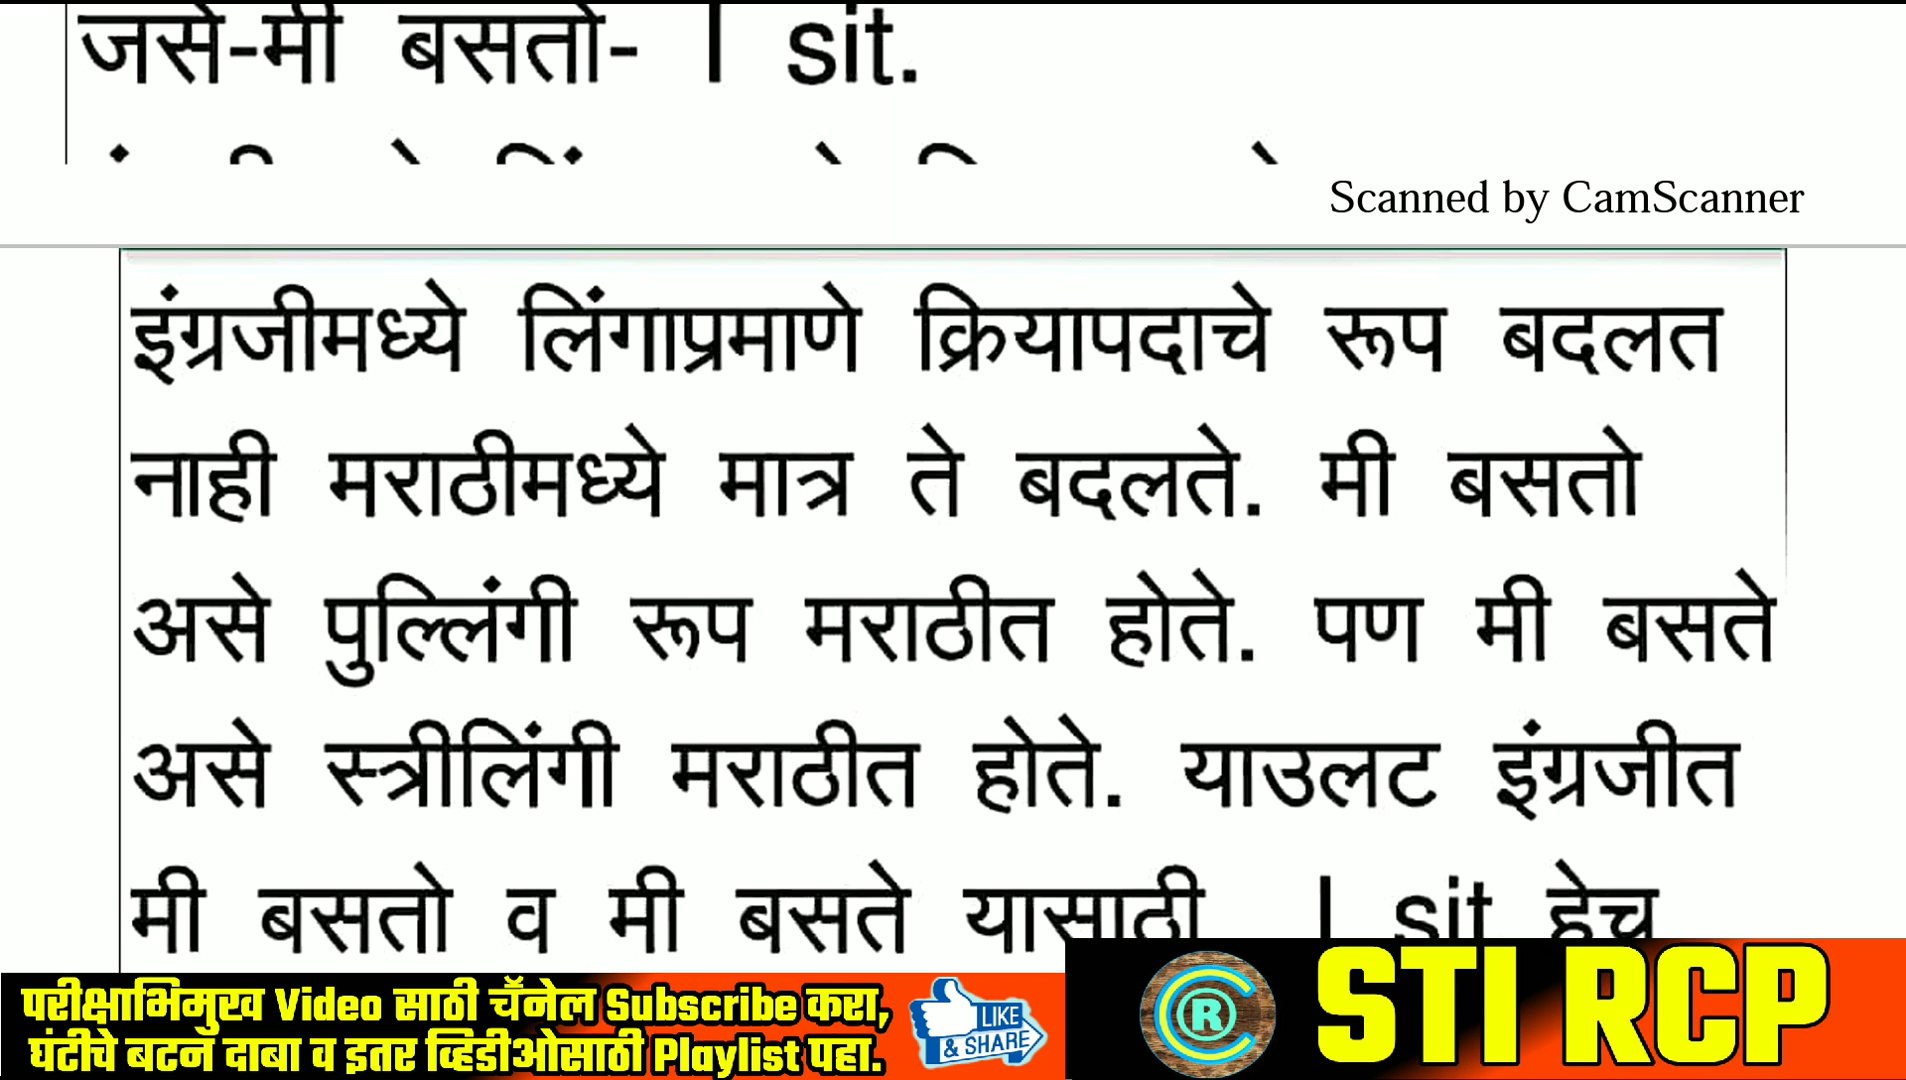 जसे-मी बसतो- I sit.
Scanned by CamScanner
इंग्रजीमध्ये लिंगाप्रमाणे क्रियापदाचे रूप बदलत
नाही मराठीमध्ये मात्र ते बदलते. मी बसतो
असे पुल्लिंगी रूप मराठीत होते. पण मी बसते
असे स्त्रीलिंगी मराठीत होते. याउलट इंग्रजीत
मी बसतो व मी बसते यासाठी I sit हेच
परीक्षाभिमुख Video साठी चॅनेल Subscribe करा,
घंटीचे बटन दाबा व इतर व्हिडीओसाठी Playlist पहा.
LIKE
& SHARE
R
STI RCP